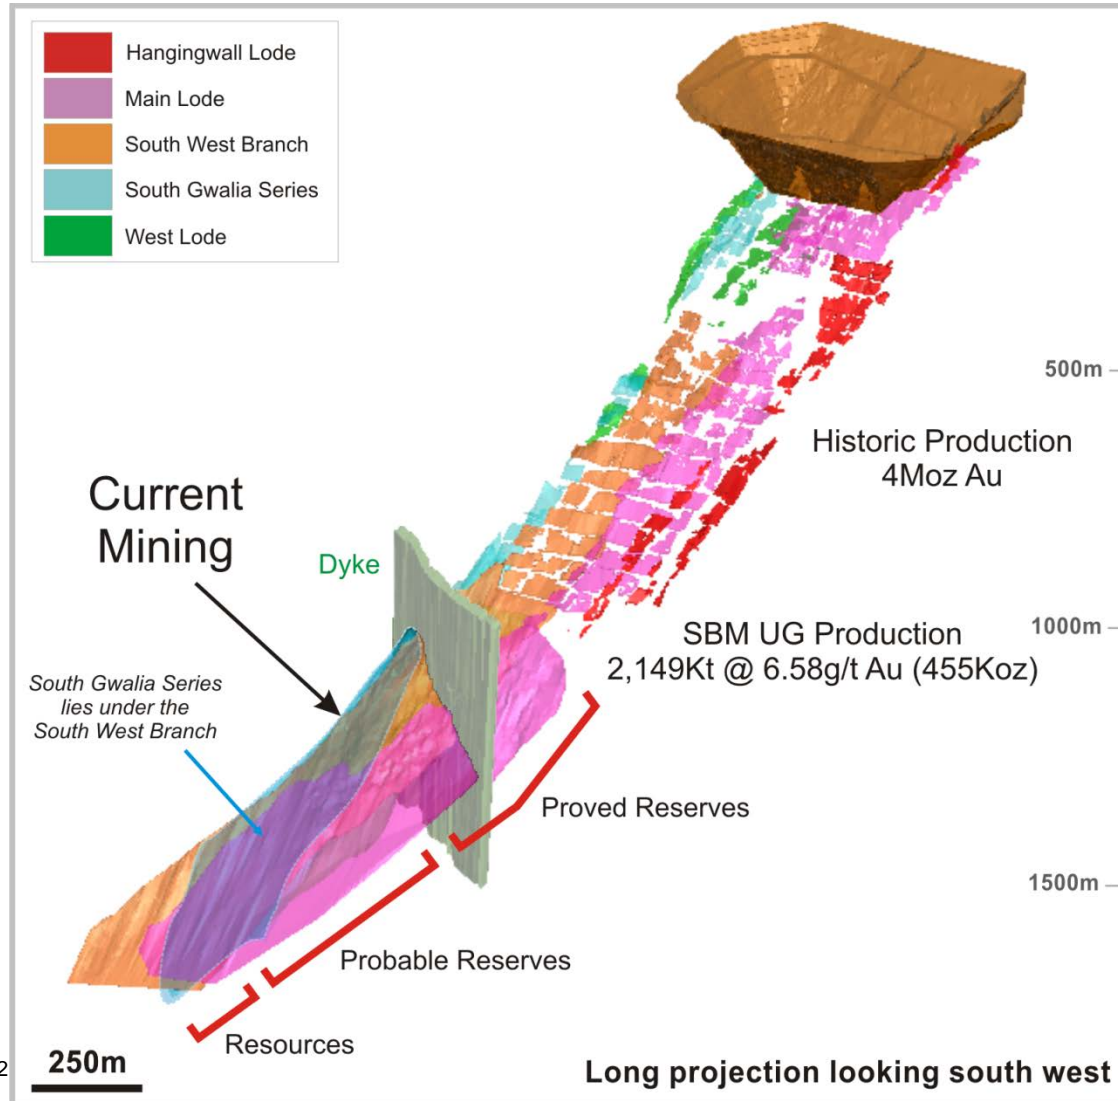 Hangingwall Lode
Main Lode
South West Branch
South Gwalia Series
West Lode
500m
Historic Production
4Moz Au
Current
Mining
Dyke
1000m
SBM UG Production
2,149Kt @ 6.58g/t Au (455Koz)
South Gwalia Series
lies under the
South West Branch
Proved Reserves
1500m
Probable Reserves
Resources
2
250m
Long projection looking south west